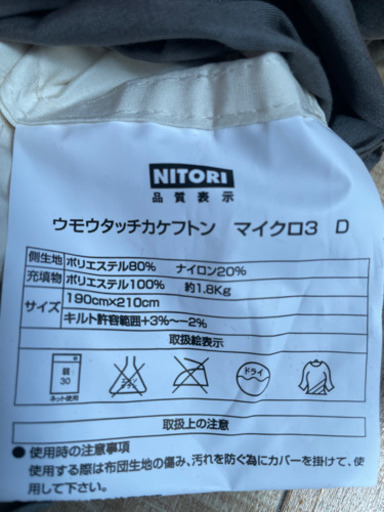 NITORI
品質表示
ウモウタッチカケフトン マイクロ3 D
側生地 ポリエステル80% ナイロン20%
充填物 ポリエステル100% 約1.8Kg
サイズ 190cm×210cm
キルト許容範囲+3%~-2%
取扱絵表示
弱
30
ネット使用
エンソサラシ
ドライ
取扱上の注意
●使用時の注意事項
使用する際は布団生地の傷み、汚れを防ぐ為にカバーを掛けて、使
用して下さい。